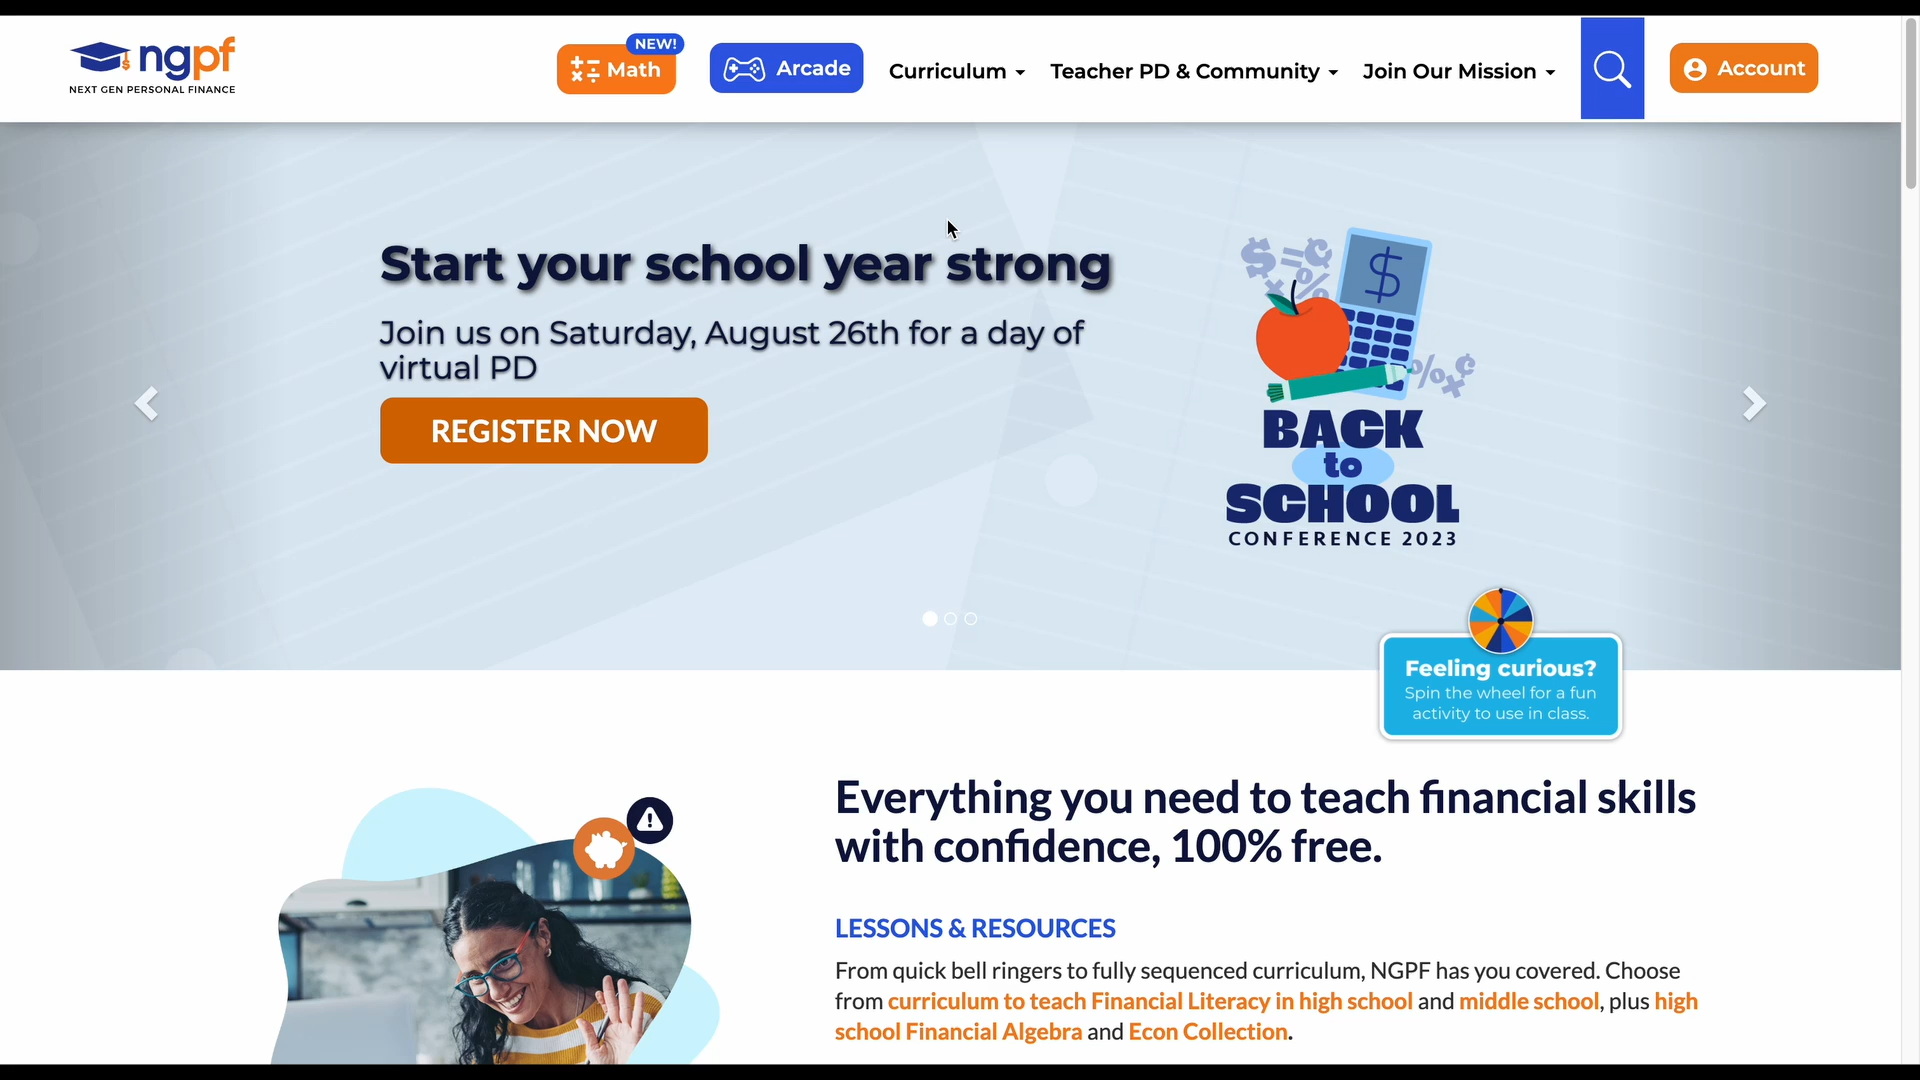 ngpf
NEXT GEN PERSONAL FINANCE
NEW!
Math
Arcade
Curriculum
Teacher PD & Community
Join Our Mission
Account
Start your school year strong
Join us on Saturday, August 26th for a day of
virtual PD
REGISTER NOW
$ = ¢
× %
$
% × ¢
BACK
to
SCHOOL
CONFERENCE 2023
Feeling curious?
Spin the wheel for a fun
activity to use in class.
Everything you need to teach financial skills
with confidence, 100% free.
LESSONS & RESOURCES
From quick bell ringers to fully sequenced curriculum, NGPF has you covered. Choose
from curriculum to teach Financial Literacy in high school and middle school, plus high
school Financial Algebra and Econ Collection.